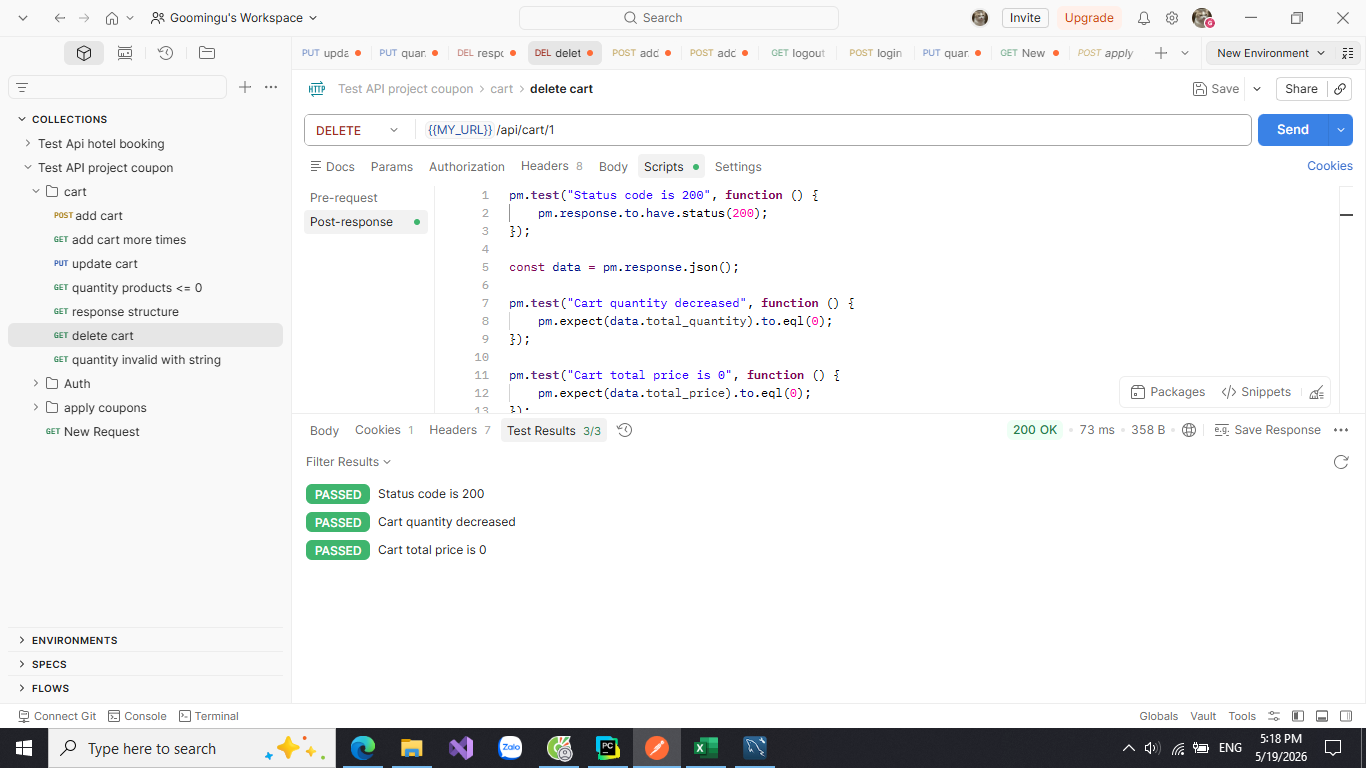 Goomingu's Workspace
Search
Invite
Upgrade
G
PUT upda
PUT quar
DEL respo
DEL delet
POST add
POST add
GET logout
POST login
PUT quar
GET New
POST apply
New Environment
HTTP
Test API project coupon > cart > delete cart
Save
Share
COLLECTIONS
Test Api hotel booking
Test API project coupon
cart
POST add cart
GET add cart more times
PUT update cart
GET quantity products <= 0
GET response structure
GET delete cart
GET quantity invalid with string
Auth
apply coupons
GET New Request
ENVIRONMENTS
SPECS
FLOWS
DELETE
{{MY_URL}} /api/cart/1
Send
Docs
Params
Authorization
Headers 8
Body
Scripts
Settings
Cookies
Pre-request
Post-response
1 pm.test("Status code is 200", function () {
2 pm.response.to.have.status(200);
3 });
4
5 const data = pm.response.json();
6
7 pm.test("Cart quantity decreased", function () {
8 pm.expect(data.total_quantity).to.eql(0);
9 });
10
11 pm.test("Cart total price is 0", function () {
12 pm.expect(data.total_price).to.eql(0);
13 });
Packages
</> Snippets
Body
Cookies 1
Headers 7
Test Results 3/3
200 OK • 73 ms • 358 B
e.g. Save Response
Filter Results
PASSED Status code is 200
PASSED Cart quantity decreased
PASSED Cart total price is 0
Connect Git
Console
Terminal
Globals
Vault
Tools
Type here to search
Zalo
PC
ENG
5:18 PM
5/19/2026